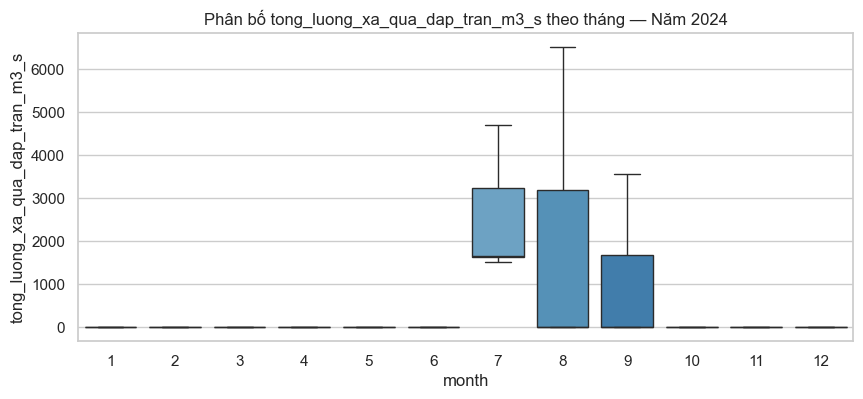 Phân bố tong_luong_xa_qua_dap_tran_m3_s theo tháng — Năm 2024
tong_luong_xa_qua_dap_tran_m3_s
6000
5000
4000
3000
2000
1000
0
1 2 3 4 5 6 7 8 9 10 11 12
month